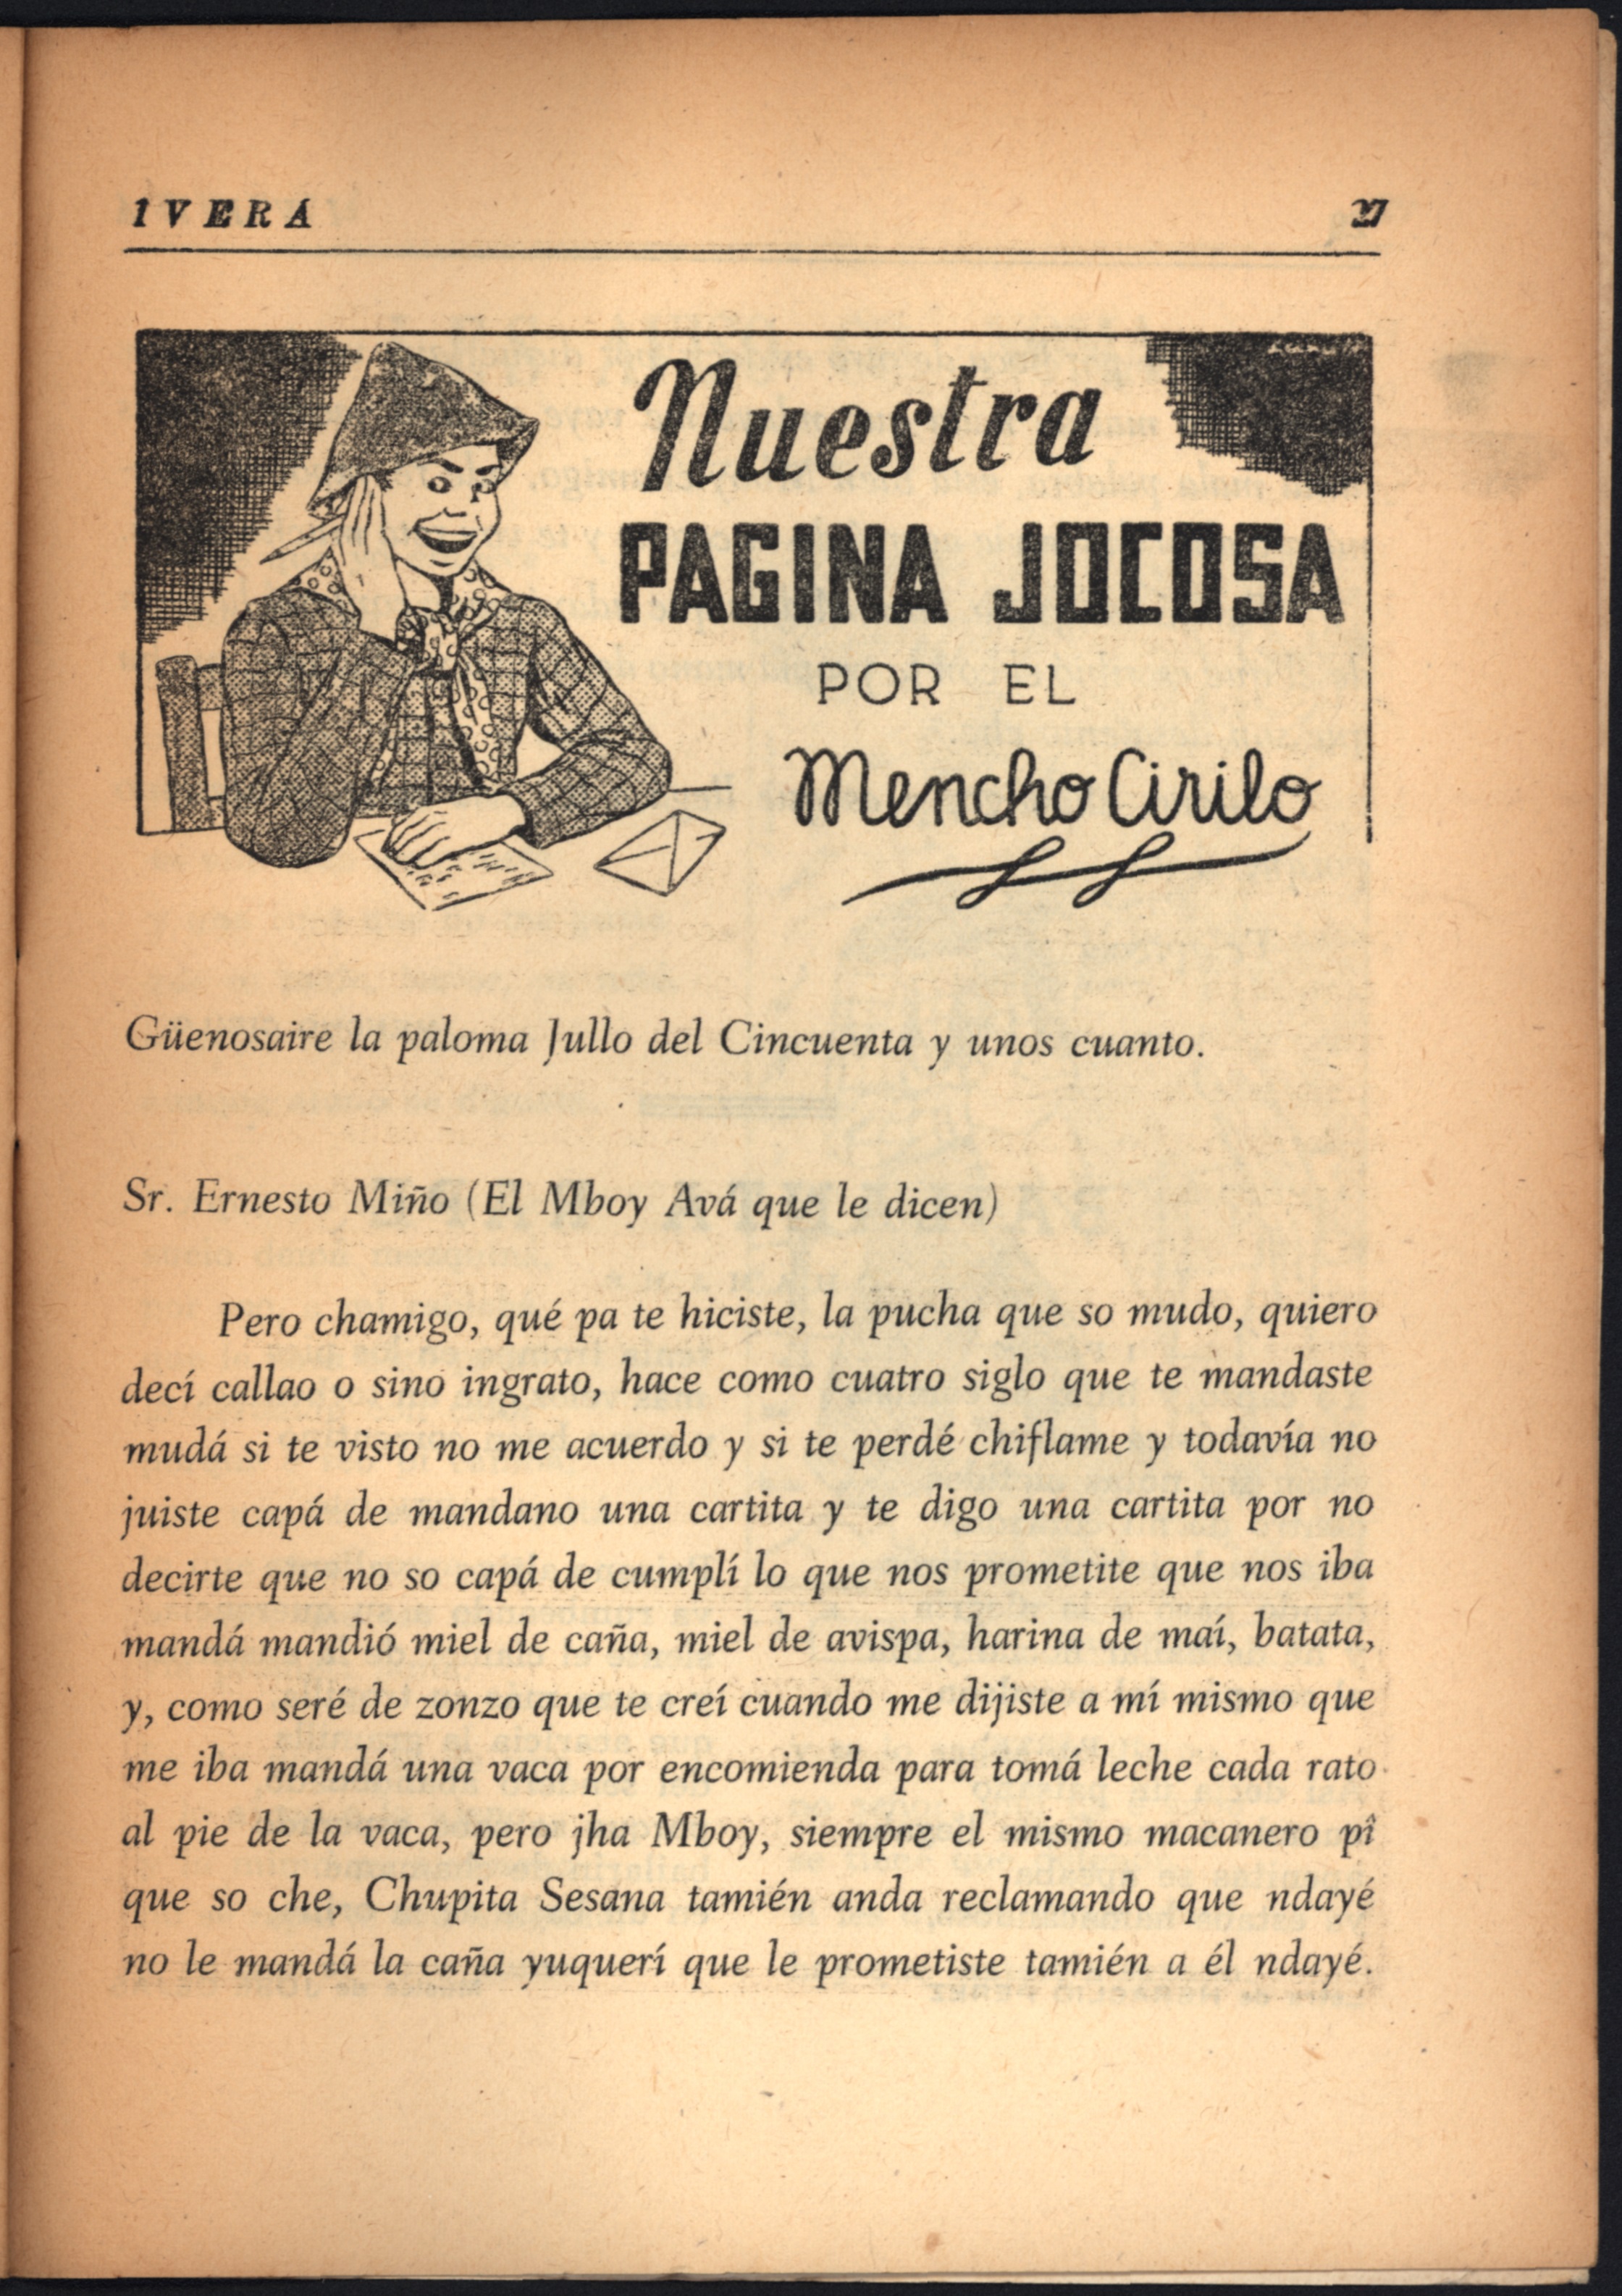 IVERÁ
27
Nuestra
PAGINA JOCOSA
POR EL
Mencho Cirilo
Güenosaire la paloma Jullo del Cincuenta y unos cuanto.
Sr. Ernesto Miño (El Mboy Avá que le dicen)
Pero chamigo, qué pa te hiciste, la pucha que so mudo, quiero
decí callao o sino ingrato, hace como cuatro siglo que te mandaste
mudá si te visto no me acuerdo y si te perdé chiflame y todavía no
juiste capá de mandano una cartita y te digo una cartita por no
decirte que no so capá de cumplí lo que nos prometite que nos iba
mandá mandió miel de caña, miel de avispa, harina de maí, batata,
y, como seré de zonzo que te creí cuando me dijiste a mí mismo que
me iba mandá una vaca por encomienda para tomá leche cada rato
al pie de la vaca, pero jha Mboy, siempre el mismo macanero pî
que so che, Chupita Sesana tamién anda reclamando que ndayé
no le mandá la caña yuquerí que le prometiste tamién a él ndayé.